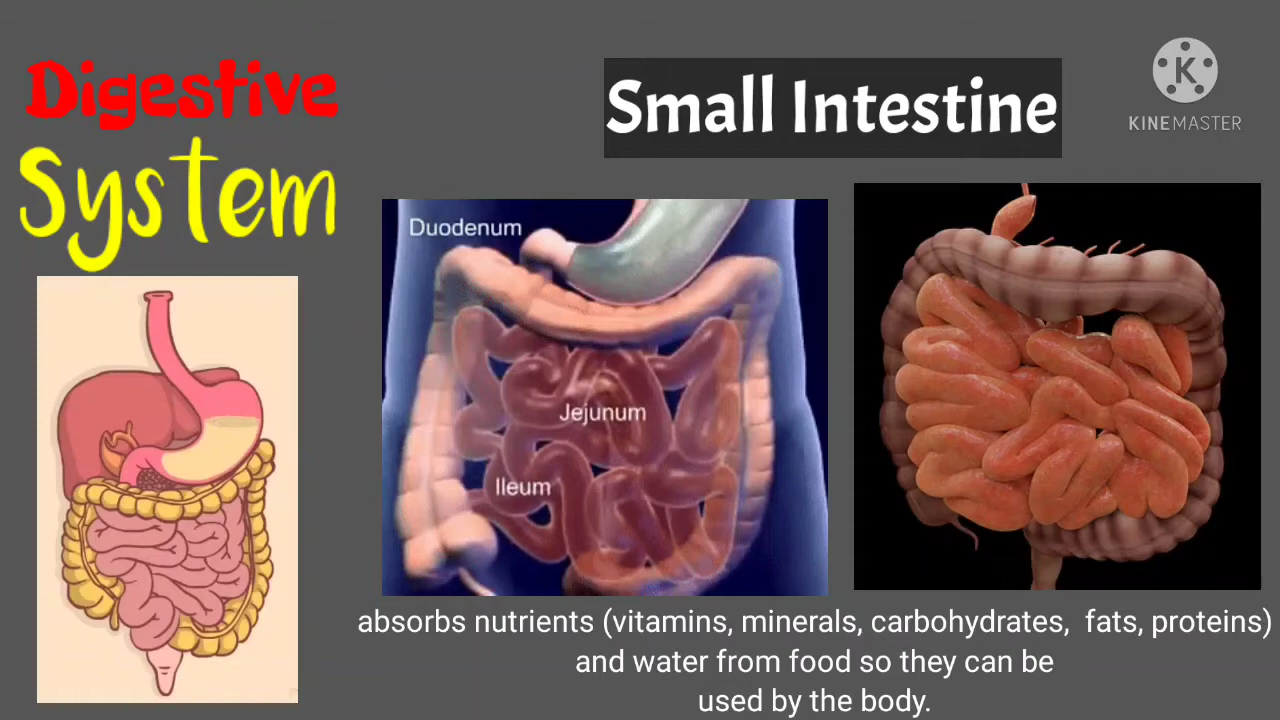 Digestive
System
Small Intestine
K
KINEMASTER
Duodenum
Jejunum
Ileum
absorbs nutrients (vitamins, minerals, carbohydrates, fats, proteins)
and water from food so they can be
used by the body.